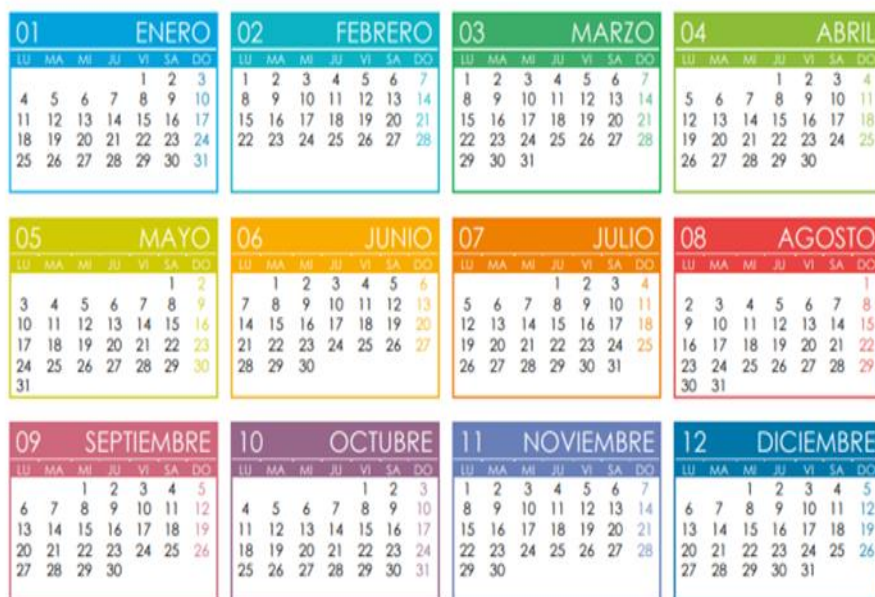 01 ENERO
LU MA MI JU VI SA DO
1 2 3
4 5 6 7 8 9 10
11 12 13 14 15 16 17
18 19 20 21 22 23 24
25 26 27 28 29 30 31
02 FEBRERO
LU MA MI JU VI SA DO
1 2 3 4 5 6 7
8 9 10 11 12 13 14
15 16 17 18 19 20 21
22 23 24 25 26 27 28
03 MARZO
LU MA MI JU VI SA DO
1 2 3 4 5 6 7
8 9 10 11 12 13 14
15 16 17 18 19 20 21
22 23 24 25 26 27 28
29 30 31
04 ABRIL
LU MA MI JU VI SA DO
1 2 3 4
5 6 7 8 9 10 11
12 13 14 15 16 17 18
19 20 21 22 23 24 25
26 27 28 29 30
05 MAYO
LU MA MI JU VI SA DO
1 2
3 4 5 6 7 8 9
10 11 12 13 14 15 16
17 18 19 20 21 22 23
24 25 26 27 28 29 30
31
06 JUNIO
LU MA MI JU VI SA DO
1 2 3 4 5 6
7 8 9 10 11 12 13
14 15 16 17 18 19 20
21 22 23 24 25 26 27
28 29 30
07 JULIO
LU MA MI JU VI SA DO
1 2 3 4
5 6 7 8 9 10 11
12 13 14 15 16 17 18
19 20 21 22 23 24 25
26 27 28 29 30 31
08 AGOSTO
LU MA MI JU VI SA DO
1
2 3 4 5 6 7 8
9 10 11 12 13 14 15
16 17 18 19 20 21 22
23 24 25 26 27 28 29
30 31
09 SEPTIEMBRE
LU MA MI JU VI SA DO
1 2 3 4 5
6 7 8 9 10 11 12
13 14 15 16 17 18 19
20 21 22 23 24 25 26
27 28 29 30
10 OCTUBRE
LU MA MI JU VI SA DO
1 2 3
4 5 6 7 8 9 10
11 12 13 14 15 16 17
18 19 20 21 22 23 24
25 26 27 28 29 30 31
11 NOVIEMBRE
LU MA MI JU VI SA DO
1 2 3 4 5 6 7
8 9 10 11 12 13 14
15 16 17 18 19 20 21
22 23 24 25 26 27 28
29 30
12 DICIEMBRE
LU MA MI JU VI SA DO
1 2 3 4 5
6 7 8 9 10 11 12
13 14 15 16 17 18 19
20 21 22 23 24 25 26
27 28 29 30 31